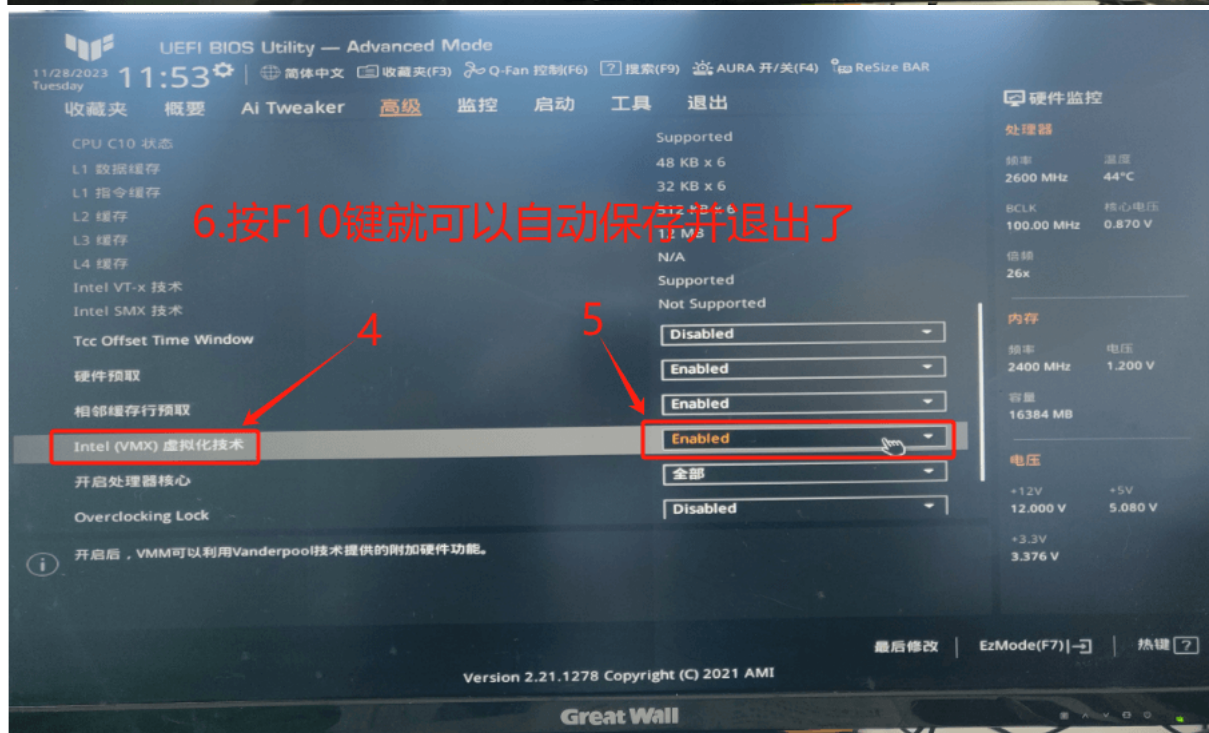 UEFI BIOS Utility — Advanced Mode
11/28/2023 Tuesday 11:53 简体中文 收藏夹(F3) Q-Fan 控制(F6) ? 搜索(F9) AURA 开/关(F4) ReSize BAR
收藏夹 概要 Ai Tweaker 高级 监控 启动 工具 退出
CPU C10 状态 Supported
L1 数据缓存 48 KB x 6
L1 指令缓存 32 KB x 6
L2 缓存 512 KB x 6
6.按F10键就可以自动保存并退出了
L3 缓存 12 MB
L4 缓存 N/A
Intel VT-x 技术 Supported
Intel SMX 技术 Not Supported
4
5
Tcc Offset Time Window Disabled
硬件预取 Enabled
相邻缓存行预取 Enabled
Intel (VMX) 虚拟化技术 Enabled
开启处理器核心 全部
Overclocking Lock Disabled
i 开启后，VMM可以利用Vanderpool技术提供的附加硬件功能。
硬件监控
处理器
频率 温度
2600 MHz 44°C
BCLK 核心电压
100.00 MHz 0.870 V
倍频
26x
内存
频率 电压
2400 MHz 1.200 V
容量
16384 MB
电压
+12V +5V
12.000 V 5.080 V
+3.3V
3.376 V
最后修改 EzMode(F7) 热键 ?
Version 2.21.1278 Copyright (C) 2021 AMI
Great Wall